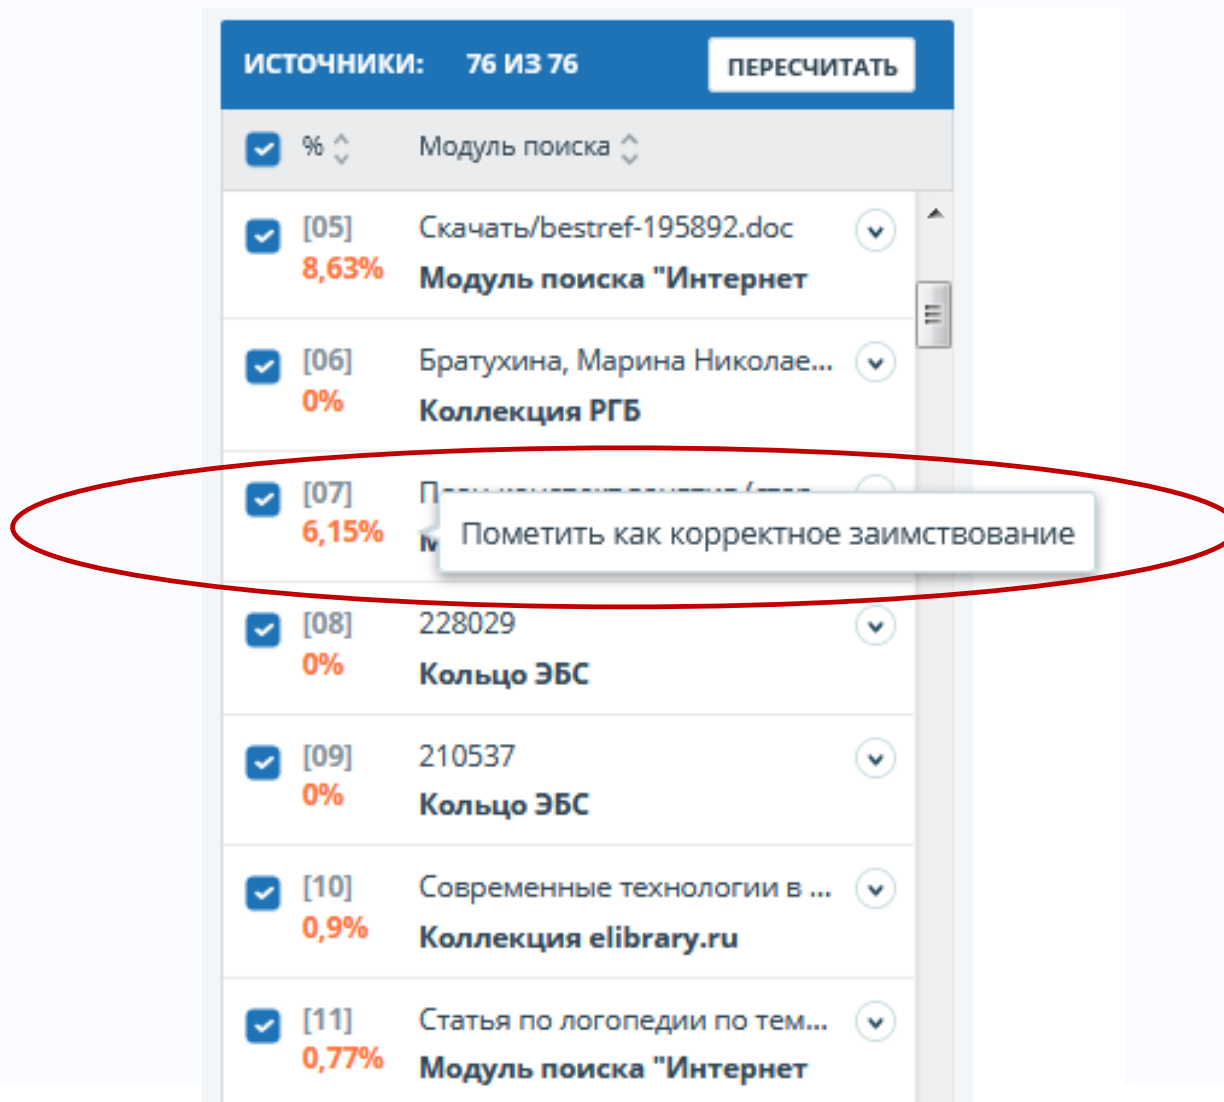 ИСТОЧНИКИ: 76 ИЗ 76 ПЕРЕСЧИТАТЬ
% Модуль поиска
[05] Скачать/bestref-195892.doc
8,63% Модуль поиска "Интернет
[06] Братухина, Марина Николае...
0% Коллекция РГБ
[07]
6,15% Пометить как корректное заимствование
[08] 228029
0% Кольцо ЭБС
[09] 210537
0% Кольцо ЭБС
[10] Современные технологии в ...
0,9% Коллекция elibrary.ru
[11] Статья по логопедии по тем...
0,77% Модуль поиска "Интернет